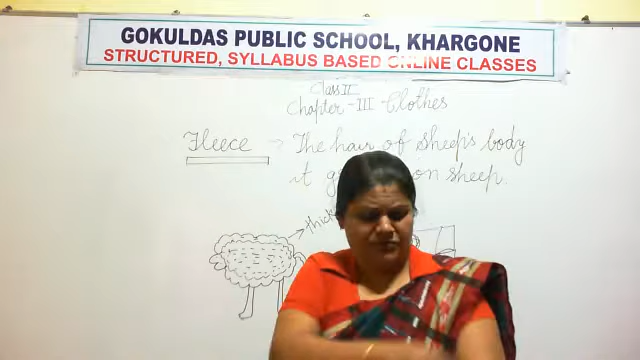 GOKULDAS PUBLIC SCHOOL, KHARGONE
STRUCTURED, SYLLABUS BASED ONLINE CLASSES
Class II
Chapter - III - Clothes
Fleece - The hair of sheep's body
it g on sheep.
thick